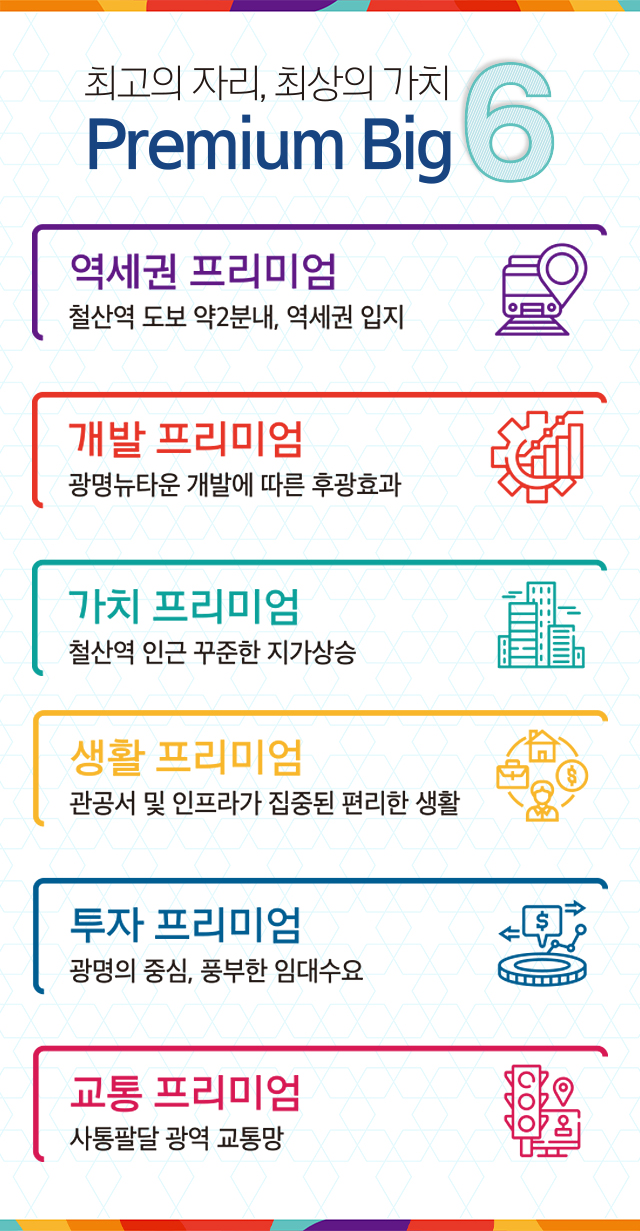 최고의 자리, 최상의 가치
Premium Big 6
역세권 프리미엄
철산역 도보 약2분내, 역세권 입지
개발 프리미엄
광명뉴타운 개발에 따른 후광효과
가치 프리미엄
철산역 인근 꾸준한 지가상승
생활 프리미엄
관공서 및 인프라가 집중된 편리한 생활
$
투자 프리미엄
광명의 중심, 풍부한 임대수요
$
교통 프리미엄
사통팔달 광역 교통망